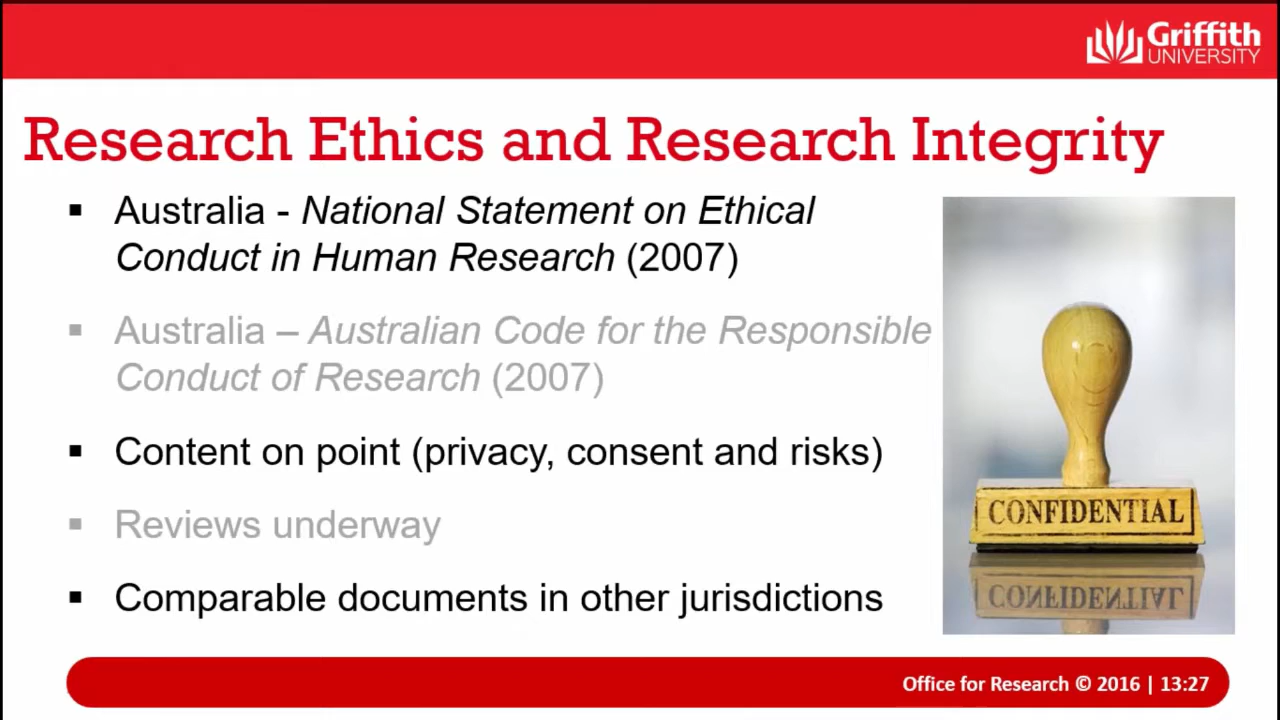 Griffith
UNIVERSITY
Research Ethics and Research Integrity
▪ Australia - National Statement on Ethical
Conduct in Human Research (2007)
▪ Australia – Australian Code for the Responsible
Conduct of Research (2007)
▪ Content on point (privacy, consent and risks)
▪ Reviews underway
▪ Comparable documents in other jurisdictions
CONFIDENTIAL
CONFIDENTIAL
Office for Research © 2016 | 13:27